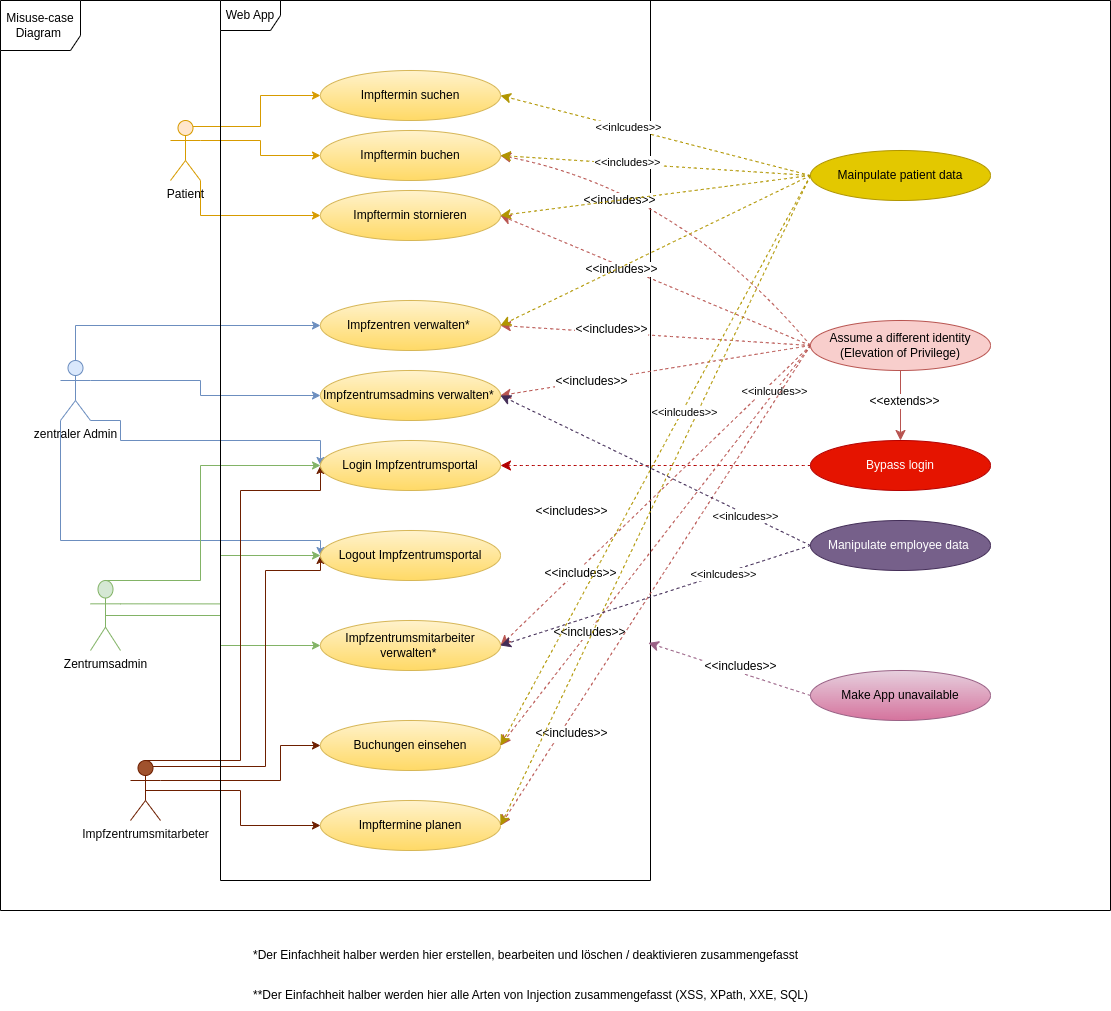 Misuse-case
Diagram
Web App
Impftermin suchen
<<inlcudes>>
Impftermin buchen
<<includes>>
Mainpulate patient data
Patient
<<includes>>
Impftermin stornieren
<<includes>>
Impfzentren verwalten*
<<includes>>
Assume a different identity
(Elevation of Privilege)
<<includes>>
Impfzentrumsadmins verwalten*
<<inlcudes>>
<<extends>>
<<inlcudes>>
zentraler Admin
Login Impfzentrumsportal
Bypass login
<<includes>>
<<inlcudes>>
Logout Impfzentrumsportal
Manipulate employee data
<<includes>>
<<inlcudes>>
Impfzentrumsmitarbeiter
verwalten*
<<includes>>
Zentrumsadmin
<<includes>>
Make App unavailable
<<includes>>
Buchungen einsehen
Impftermine planen
Impfzentrumsmitarbeter
*Der Einfachheit halber werden hier erstellen, bearbeiten und löschen / deaktivieren zusammengefasst
**Der Einfachheit halber werden hier alle Arten von Injection zusammengefasst (XSS, XPath, XXE, SQL)